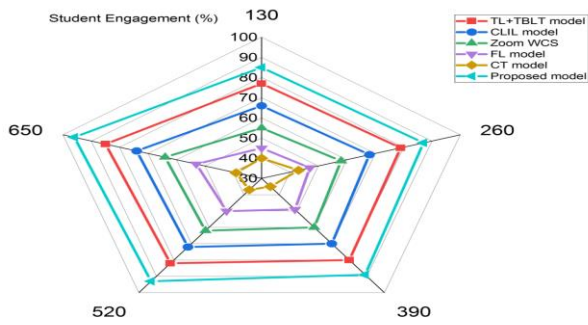 Student Engagement (%)
130
TL+TBLT model
CLIL model
Zoom WCS
FL model
CT model
Proposed model
100
90
80
70
60
50
40
30
650
260
520
390